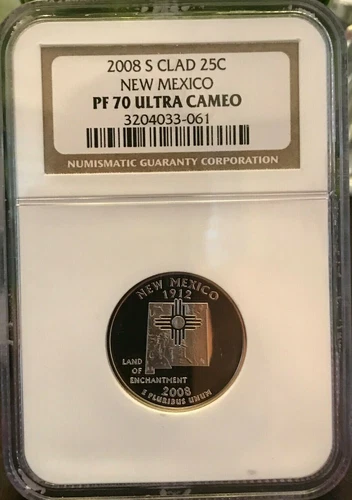 2008 S CLAD 25C
NEW MEXICO
PF 70 ULTRA CAMEO
3204033-061
NUMISMATIC GUARANTY CORPORATION
NEW MEXICO
1912
LAND
OF
ENCHANTMENT
2008
E PLURIBUS UNUM